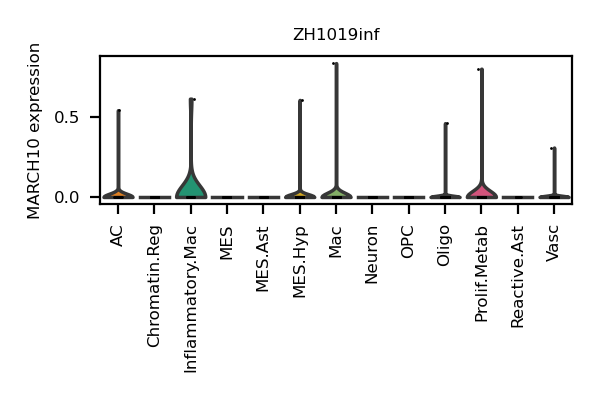 ZH1019inf
MARCH10 expression
0.5
0.0
AC
Chromatin.Reg
Inflammatory.Mac
MES
MES.Ast
MES.Hyp
Mac
Neuron
OPC
Oligo
Prolif.Metab
Reactive.Ast
Vasc